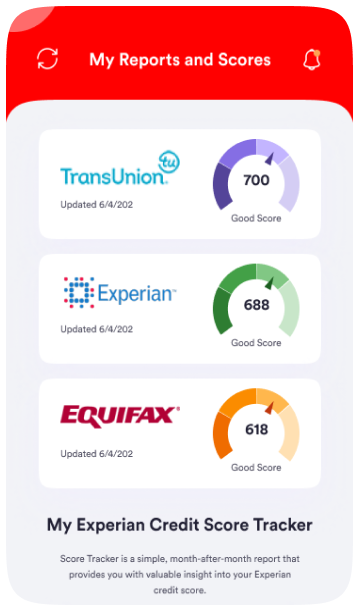 My Reports and Scores
tu
TransUnion
Updated 6/4/202
700
Good Score
Experian™
Updated 6/4/202
688
Good Score
EQUIFAX®
Updated 6/4/202
618
Good Score
My Experian Credit Score Tracker
Score Tracker is a simple, month-after-month report that
provides you with valuable insight into your Experian
credit score.